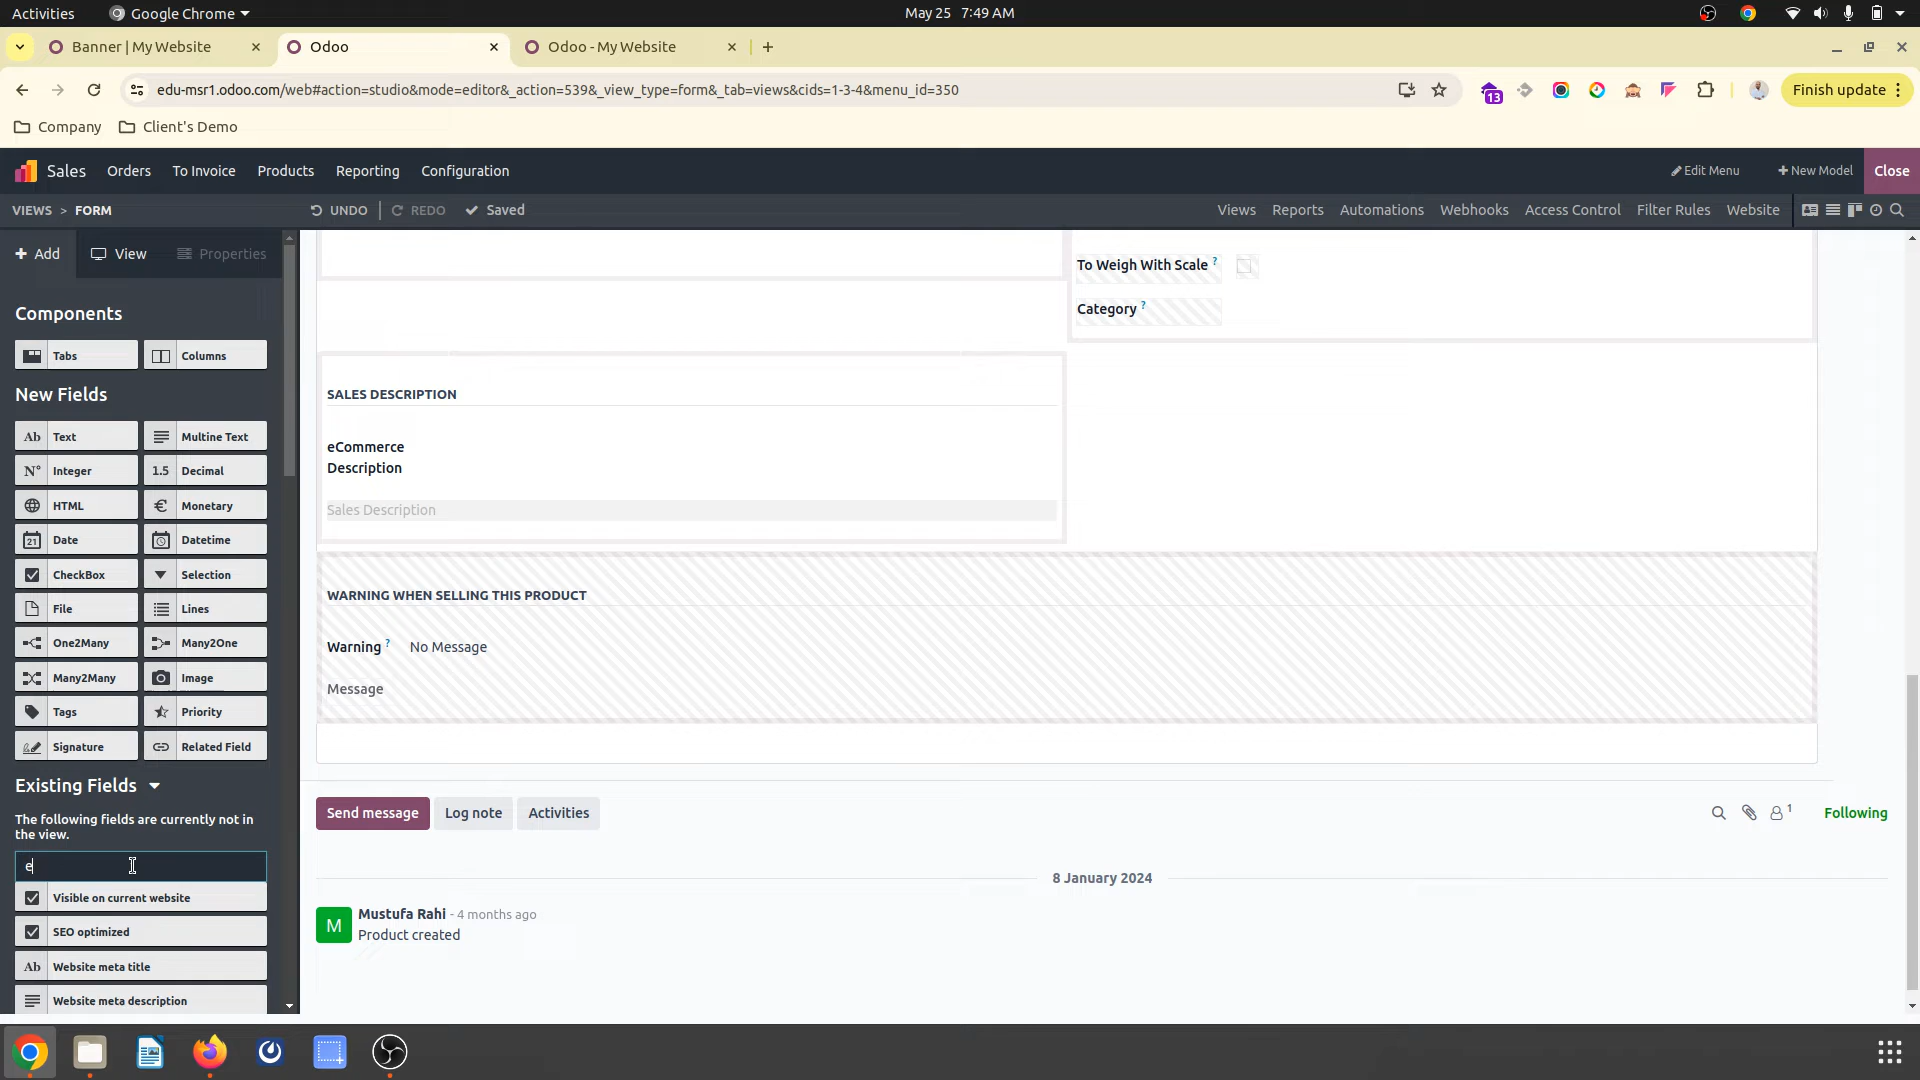 Activities
Google Chrome
May 25  7:49 AM
Banner | My Website
Odoo
Odoo - My Website
edu-msr1.odoo.com/web#action=studio&mode=editor&_action=539&_view_type=form&_tab=views&cids=1-3-4&menu_id=350
13
Finish update
Company
Client's Demo
Sales
Orders
To Invoice
Products
Reporting
Configuration
Edit Menu
New Model
Close
VIEWS > FORM
UNDO
REDO
Saved
Views
Reports
Automations
Webhooks
Access Control
Filter Rules
Website
Add
View
Properties
Components
Tabs
Columns
New Fields
Ab Text
Multine Text
N° Integer
1.5 Decimal
HTML
€ Monetary
21 Date
Datetime
CheckBox
Selection
File
Lines
One2Many
Many2One
Many2Many
Image
Tags
Priority
Signature
Related Field
Existing Fields
The following fields are currently not in
the view.
e
Visible on current website
SEO optimized
Ab Website meta title
Website meta description
To Weigh With Scale ?
Category ?
SALES DESCRIPTION
eCommerce
Description
Sales Description
WARNING WHEN SELLING THIS PRODUCT
Warning ? No Message
Message
Send message
Log note
Activities
1
Following
8 January 2024
M
Mustufa Rahi - 4 months ago
Product created